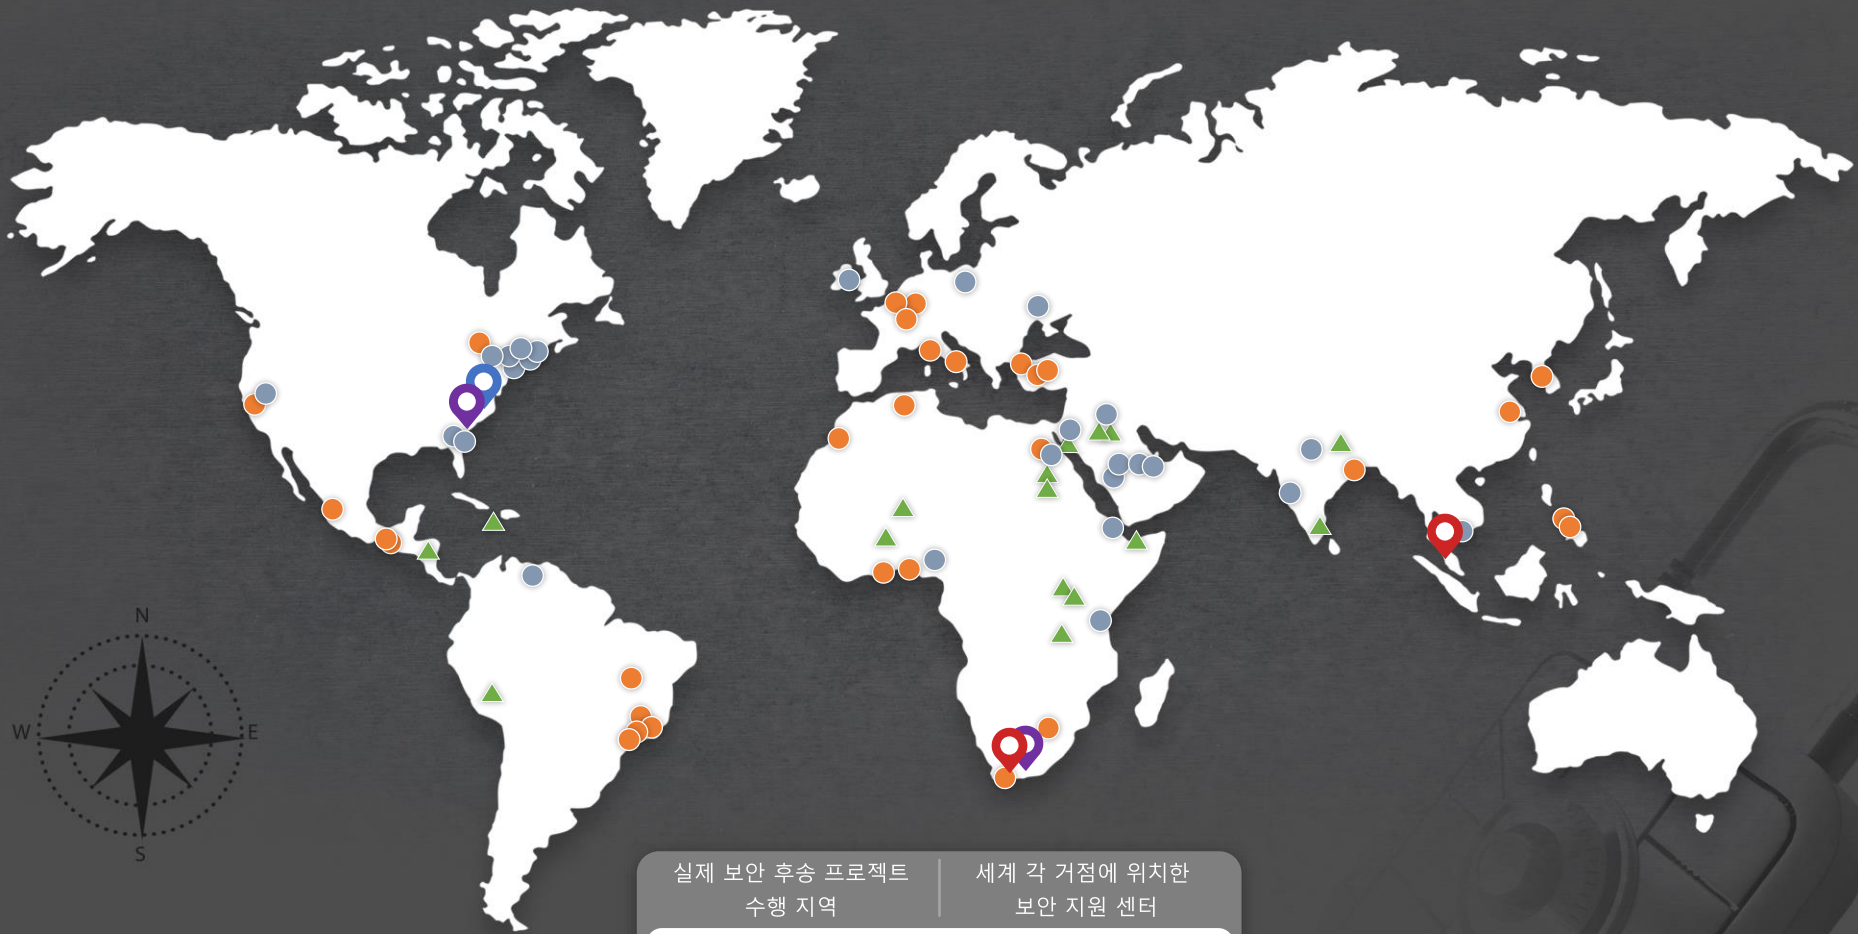 N
W
E
S
실제 보안 후송 프로젝트
수행 지역
세계 각 거점에 위치한
보안 지원 센터